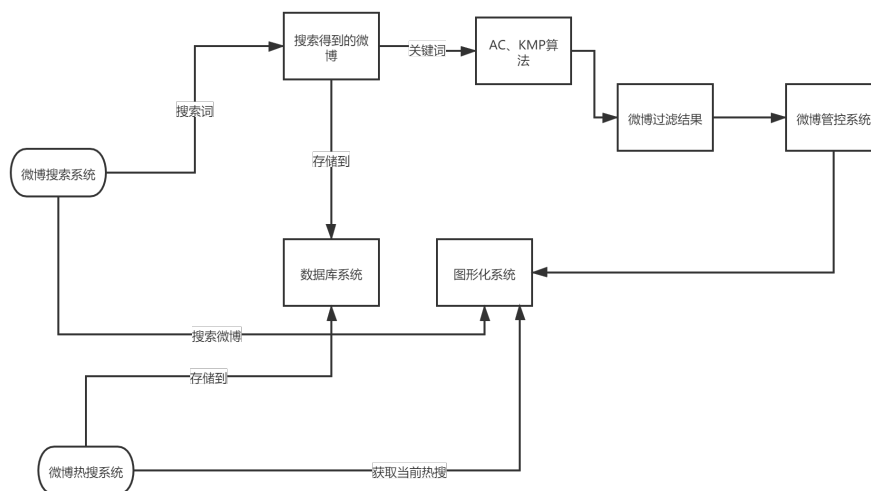 搜索得到的微
博
关键词
AC、KMP算
法
搜索词
微博过滤结果
微博管控系统
存储到
微博搜索系统
数据库系统
图形化系统
搜索微博
存储到
微博热搜系统
获取当前热搜